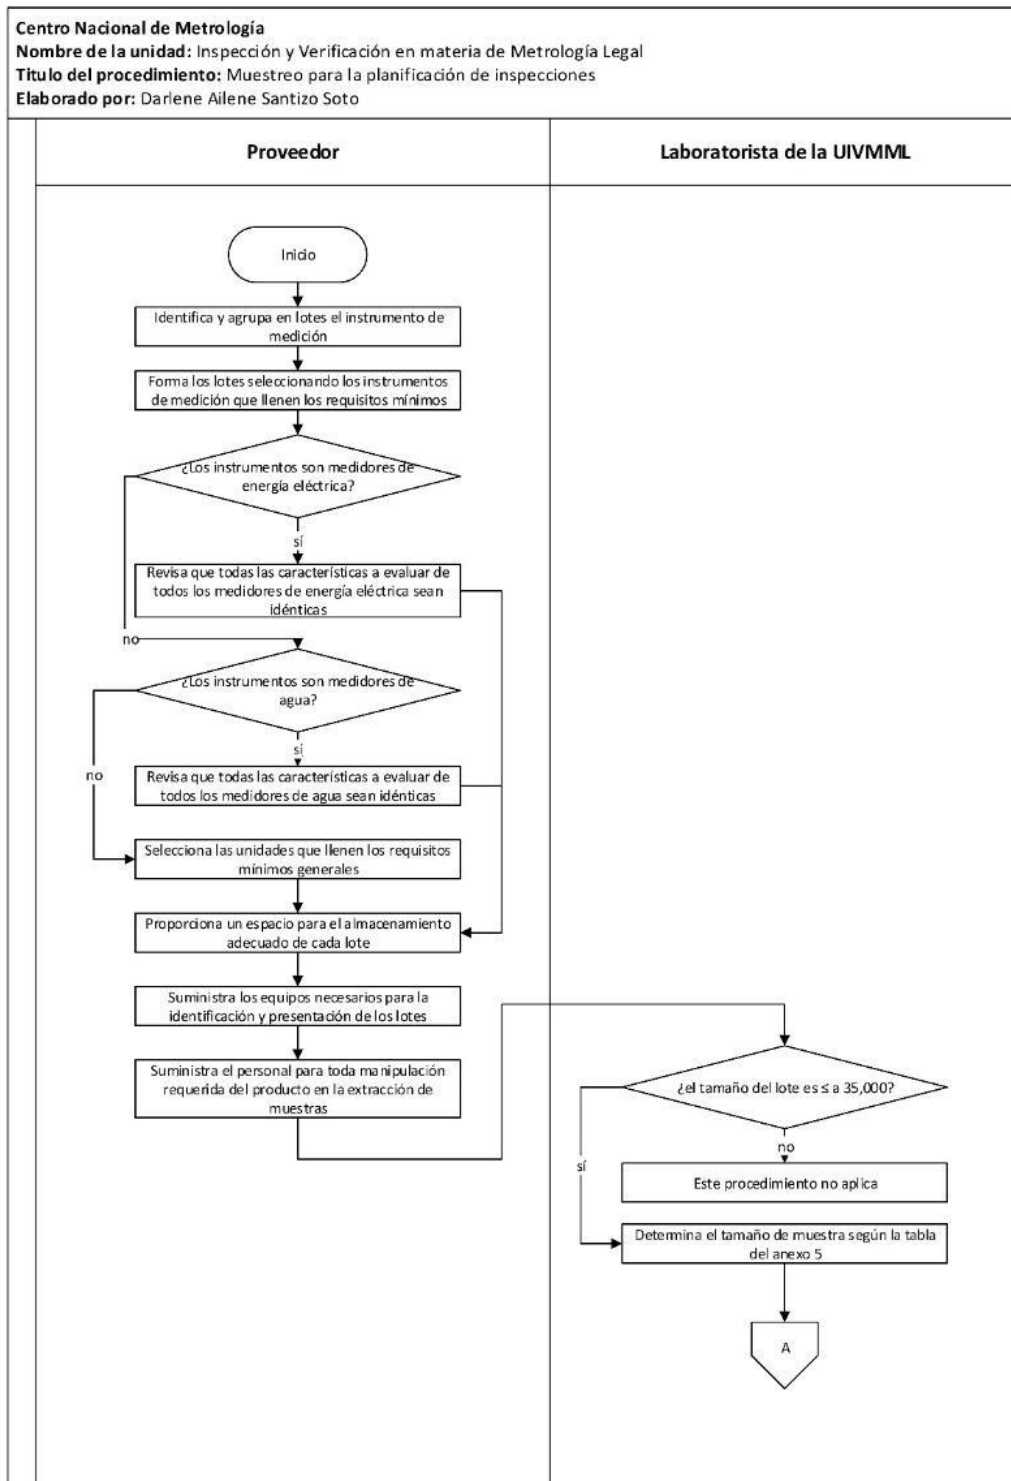 Centro Nacional de Metrología
Nombre de la unidad: Inspección y Verificación en materia de Metrología Legal
Titulo del procedimiento: Muestreo para la planificación de inspecciones
Elaborado por: Darlene Ailene Santizo Soto
Proveedor
Laboratorista de la UIVMML
Inicio
Identifica y agrupa en lotes el instrumento de
medición
Forma los lotes seleccionando los instrumentos
de medición que llenen los requisitos mínimos
¿Los instrumentos son medidores de
energía eléctrica?
sí
Revisa que todas las características a evaluar de
todos los medidores de energía eléctrica sean
idénticas
no
¿Los instrumentos son medidores de
agua?
sí
no
Revisa que todas las características a evaluar de
todos los medidores de agua sean idénticas
Selecciona las unidades que llenen los requisitos
mínimos generales
Proporciona un espacio para el almacenamiento
adecuado de cada lote
Suministra los equipos necesarios para la
identificación y presentación de los lotes
Suministra el personal para toda manipulación
requerida del producto en la extracción de
muestras
¿el tamaño del lote es ≤ a 35,000?
no
sí
Este procedimiento no aplica
Determina el tamaño de muestra según la tabla
del anexo 5
A